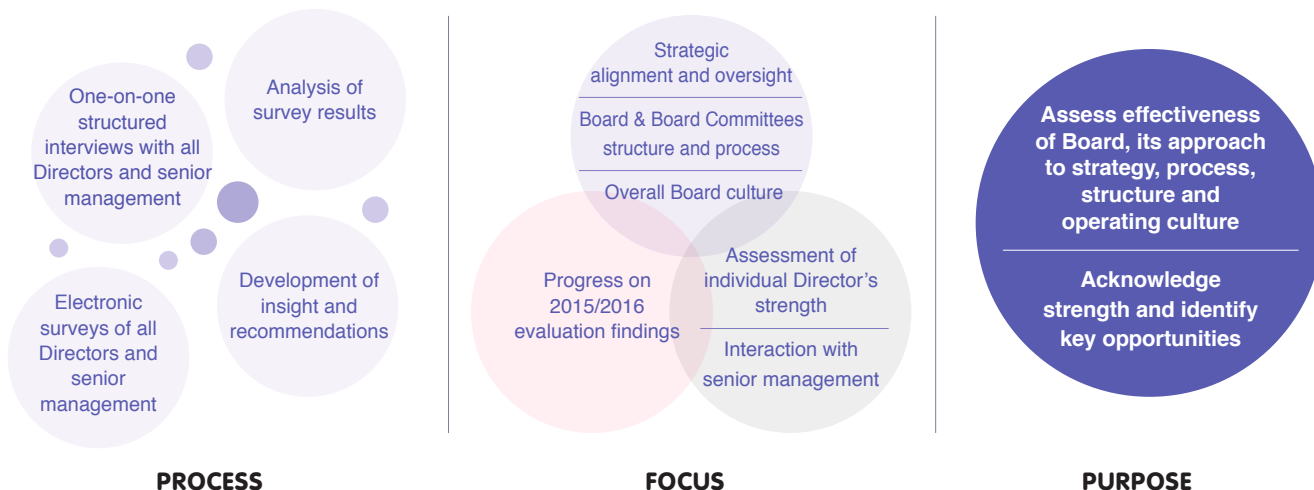 One-on-one
structured
interviews with all
Directors and senior
management
Analysis of
survey results
Electronic
surveys of all
Directors and
senior
management
Development of
insight and
recommendations
PROCESS
Strategic
alignment and oversight
Board & Board Committees
structure and process
Overall Board culture
Progress on
2015/2016
evaluation findings
Assessment of
individual Director’s
strength
Interaction with
senior management
FOCUS
Assess effectiveness
of Board, its approach
to strategy, process,
structure and
operating culture
Acknowledge
strength and identify
key opportunities
PURPOSE